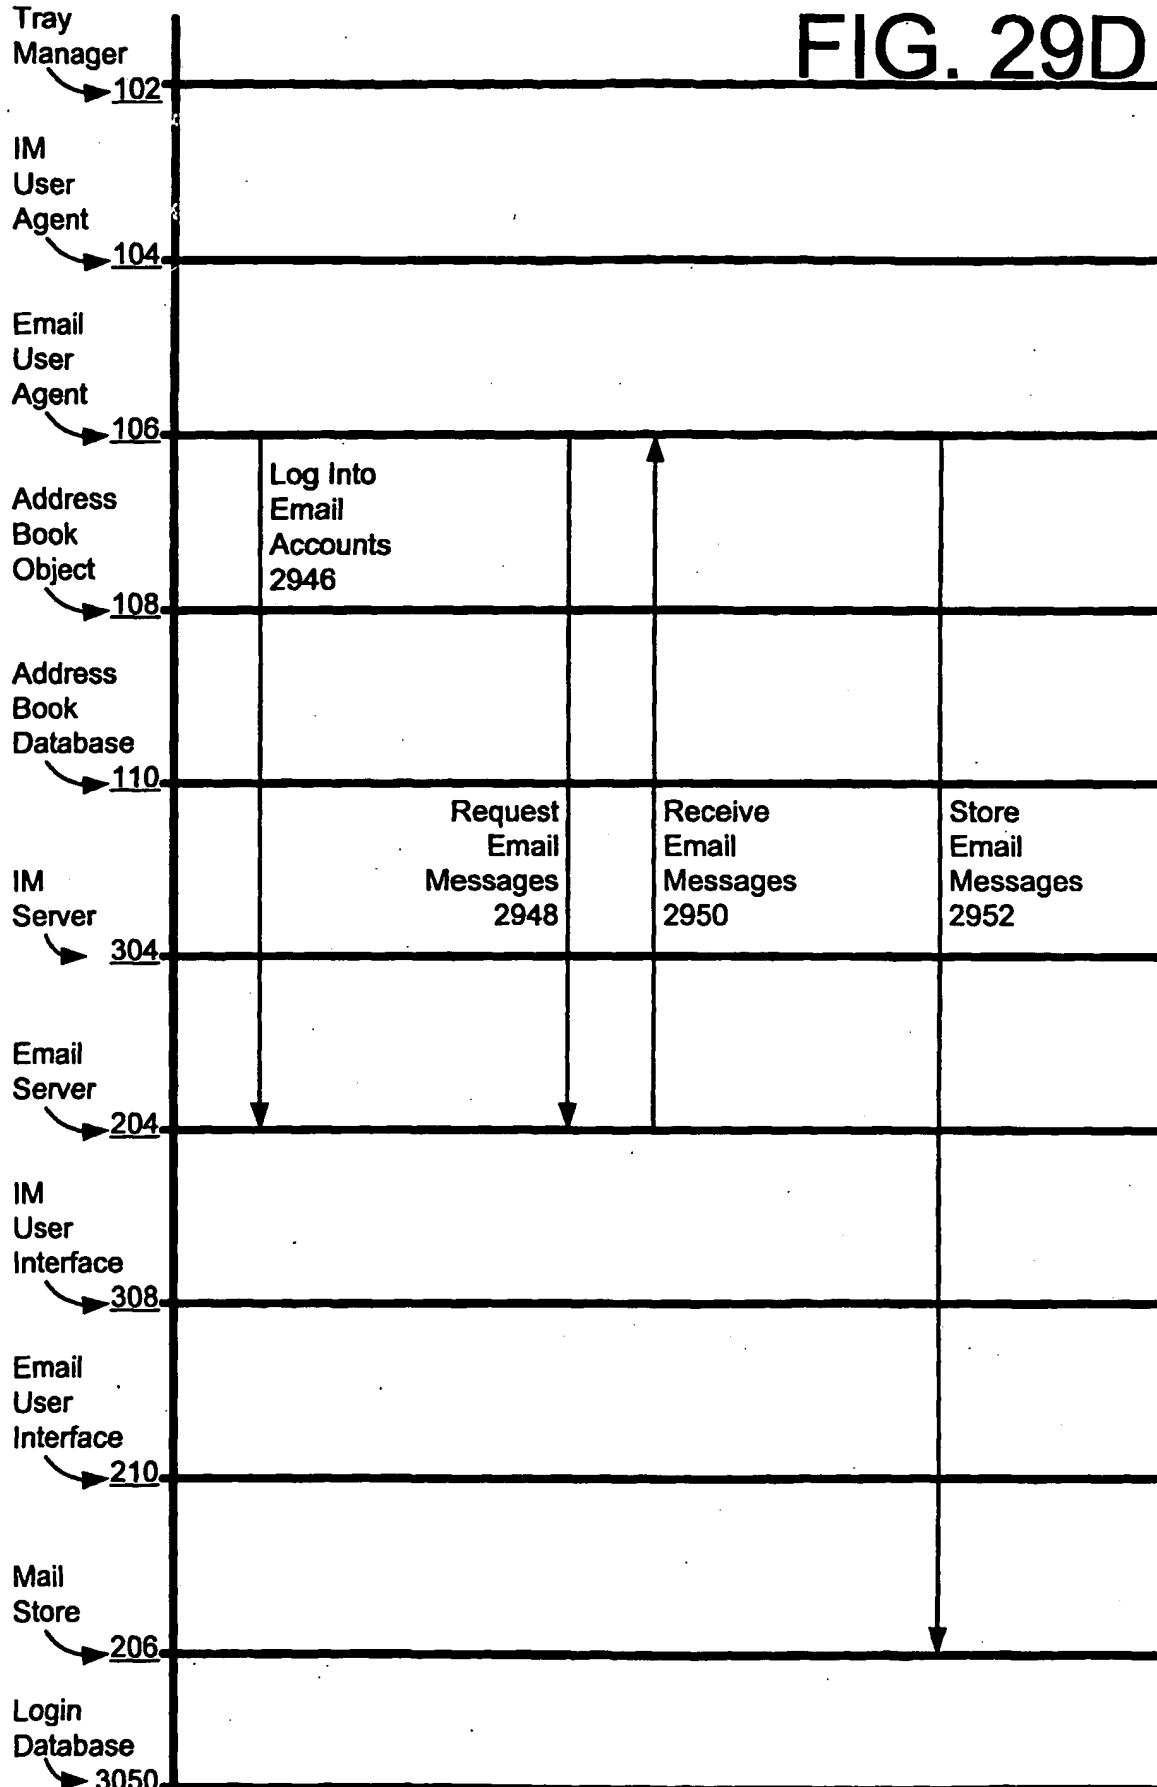 FIG. 29D
Tray
Manager
102
IM
User
Agent
104
Email
User
Agent
106
Log Into
Email
Accounts
2946
Address
Book
Object
108
Address
Book
Database
110
Request
Email
Messages
2948
Receive
Email
Messages
2950
Store
Email
Messages
2952
IM
Server
304
Email
Server
204
IM
User
Interface
308
Email
User
Interface
210
Mail
Store
206
Login
Database
3050